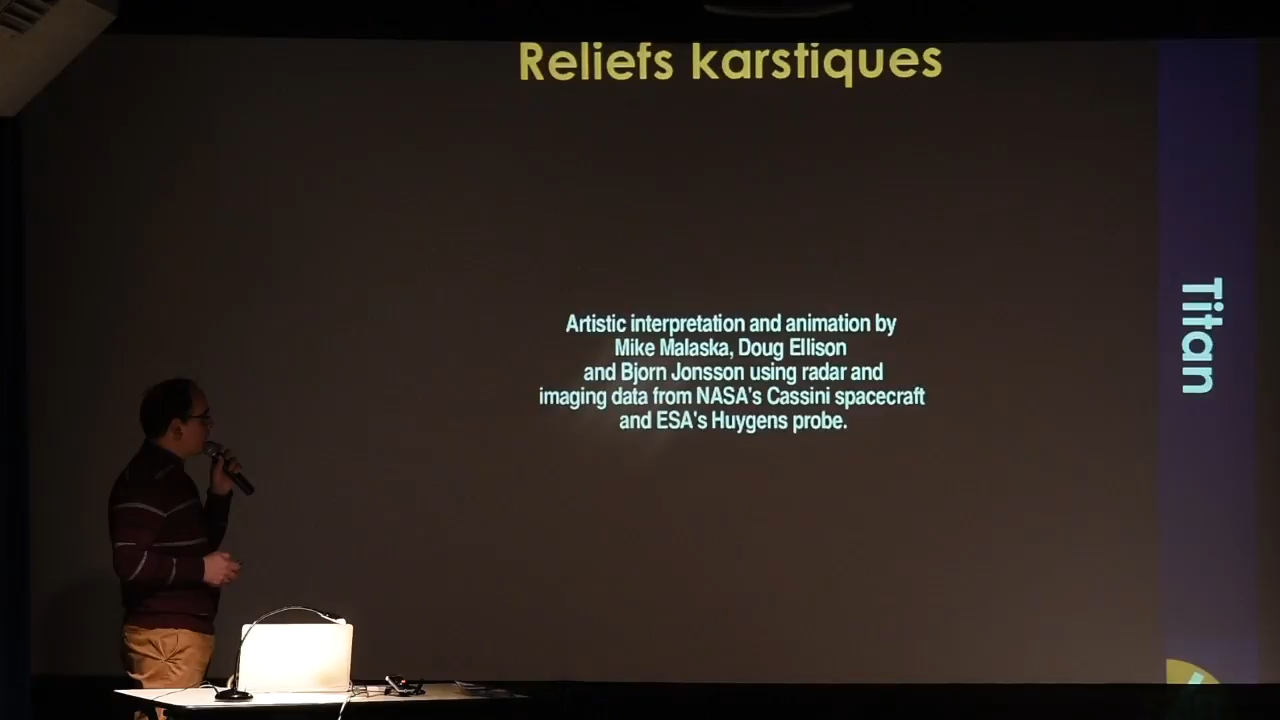 Reliefs karstiques
Artistic interpretation and animation by
Mike Malaska, Doug Ellison
and Bjorn Jonsson using radar and
imaging data from NASA's Cassini spacecraft
and ESA's Huygens probe.
Titan